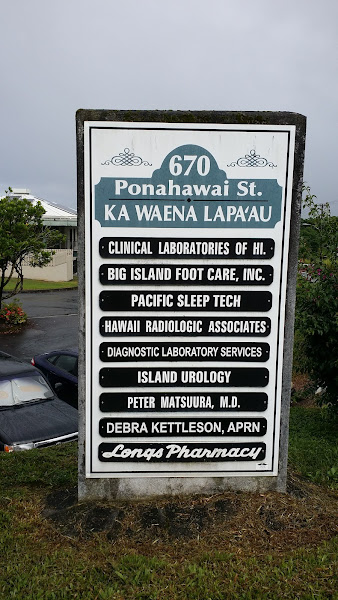 670
Ponahawai St.
KA WAENA LAPA‘AU
CLINICAL LABORATORIES OF HI.
BIG ISLAND FOOT CARE, INC.
PACIFIC SLEEP TECH
HAWAII RADIOLOGIC ASSOCIATES
DIAGNOSTIC LABORATORY SERVICES
ISLAND UROLOGY
PETER MATSUURA, M.D.
DEBRA KETTLESON, APRN
Longs Pharmacy